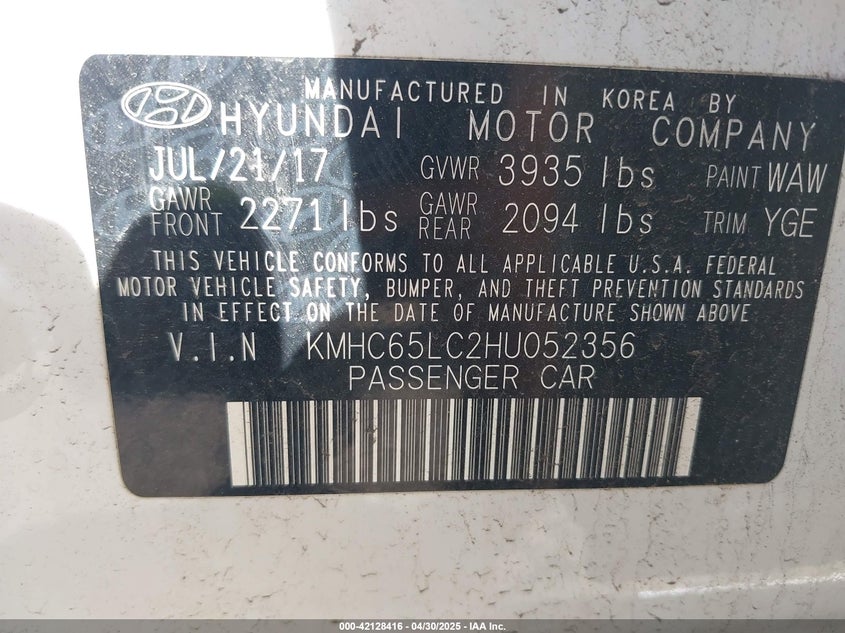 MANUFACTURED IN KOREA BY
HYUNDAI MOTOR COMPANY
JUL/21/17 GVWR 3935 lbs PAINT WAW
GAWR FRONT 2271 lbs GAWR REAR 2094 lbs TRIM YGE
THIS VEHICLE CONFORMS TO ALL APPLICABLE U.S.A. FEDERAL
MOTOR VEHICLE SAFETY, BUMPER, AND THEFT PREVENTION STANDARDS
IN EFFECT ON THE DATE OF MANUFACTURE SHOWN ABOVE
V.I.N KMHC65LC2HU052356
PASSENGER CAR
000-42128416 - 04/30/2025 - IAA Inc.